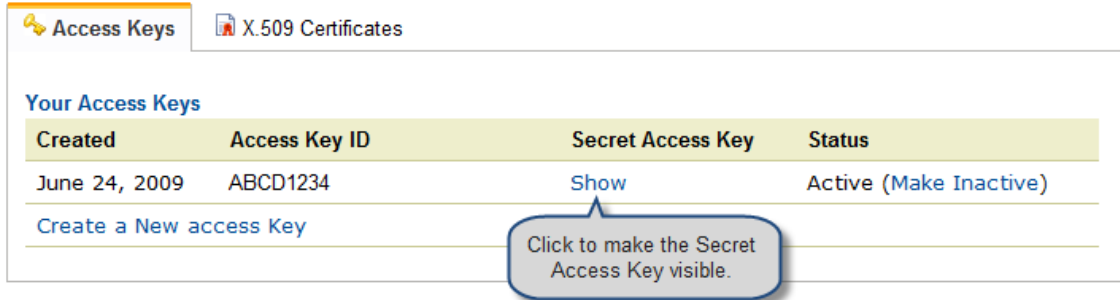 Access Keys X.509 Certificates
Your Access Keys
Created Access Key ID Secret Access Key Status
June 24, 2009 ABCD1234 Show Active (Make Inactive)
Create a New access Key
Click to make the Secret
Access Key visible.